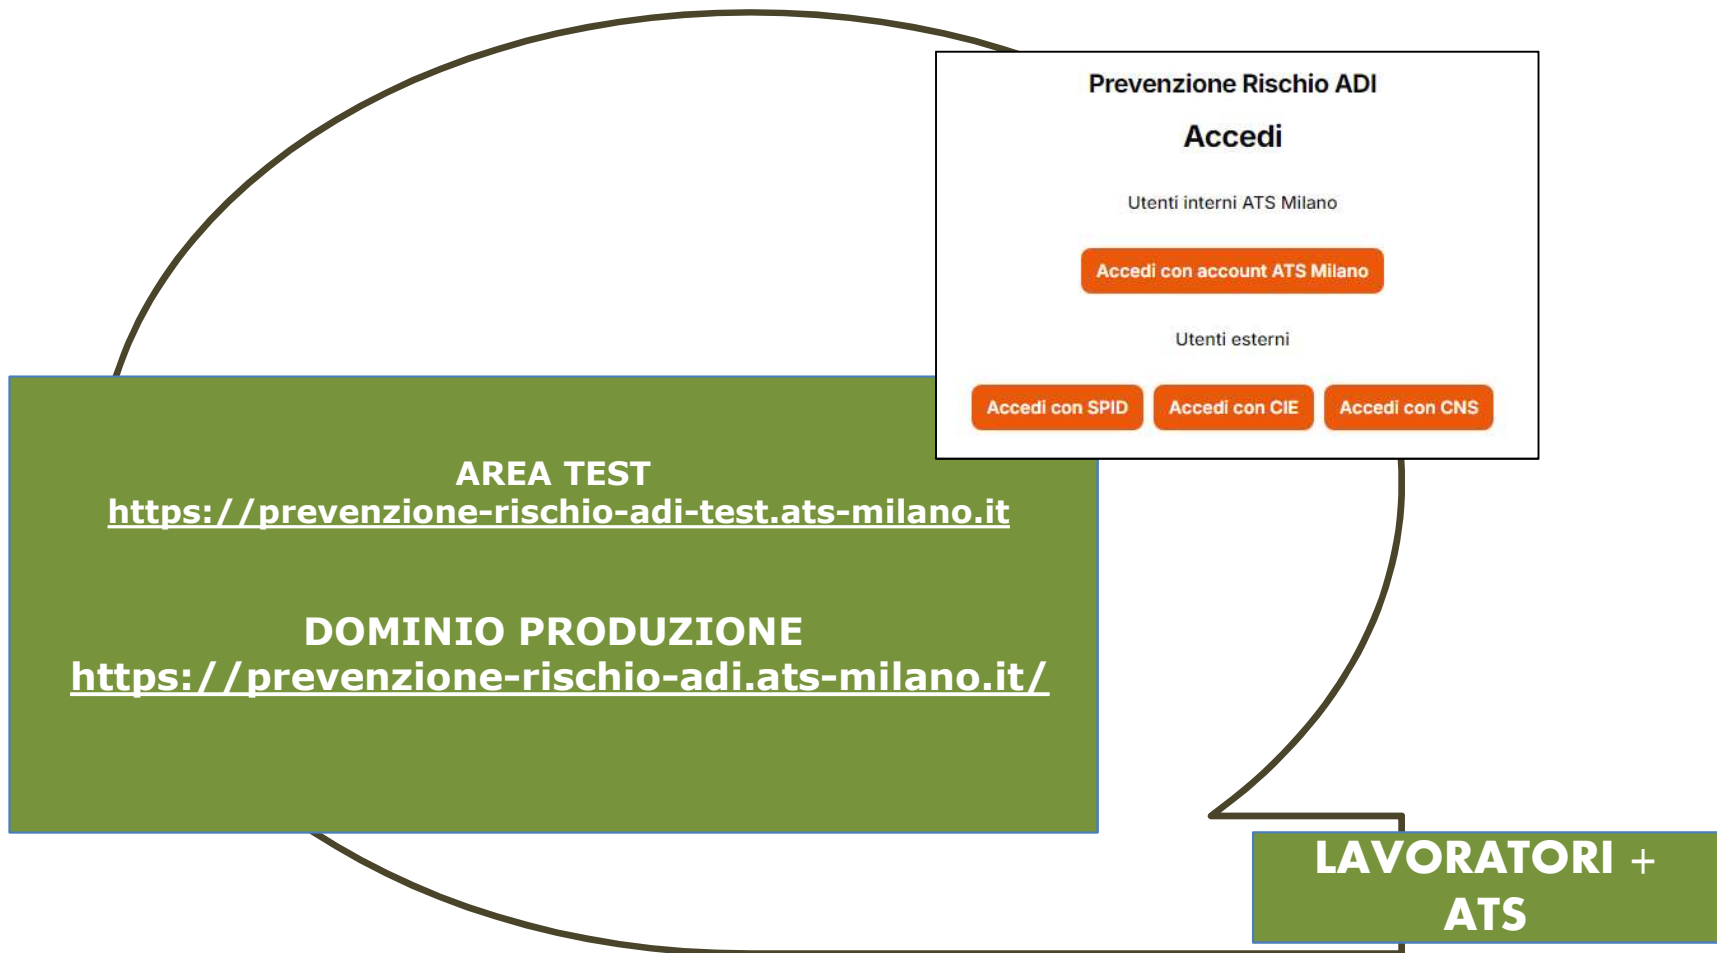 Prevenzione Rischio ADI
Accedi
Utenti interni ATS Milano
Accedi con account ATS Milano
Utenti esterni
Accedi con SPID
Accedi con CIE
Accedi con CNS
AREA TEST
https://prevenzione-rischio-adi-test.ats-milano.it
DOMINIO PRODUZIONE
https://prevenzione-rischio-adi.ats-milano.it/
LAVORATORI +
ATS